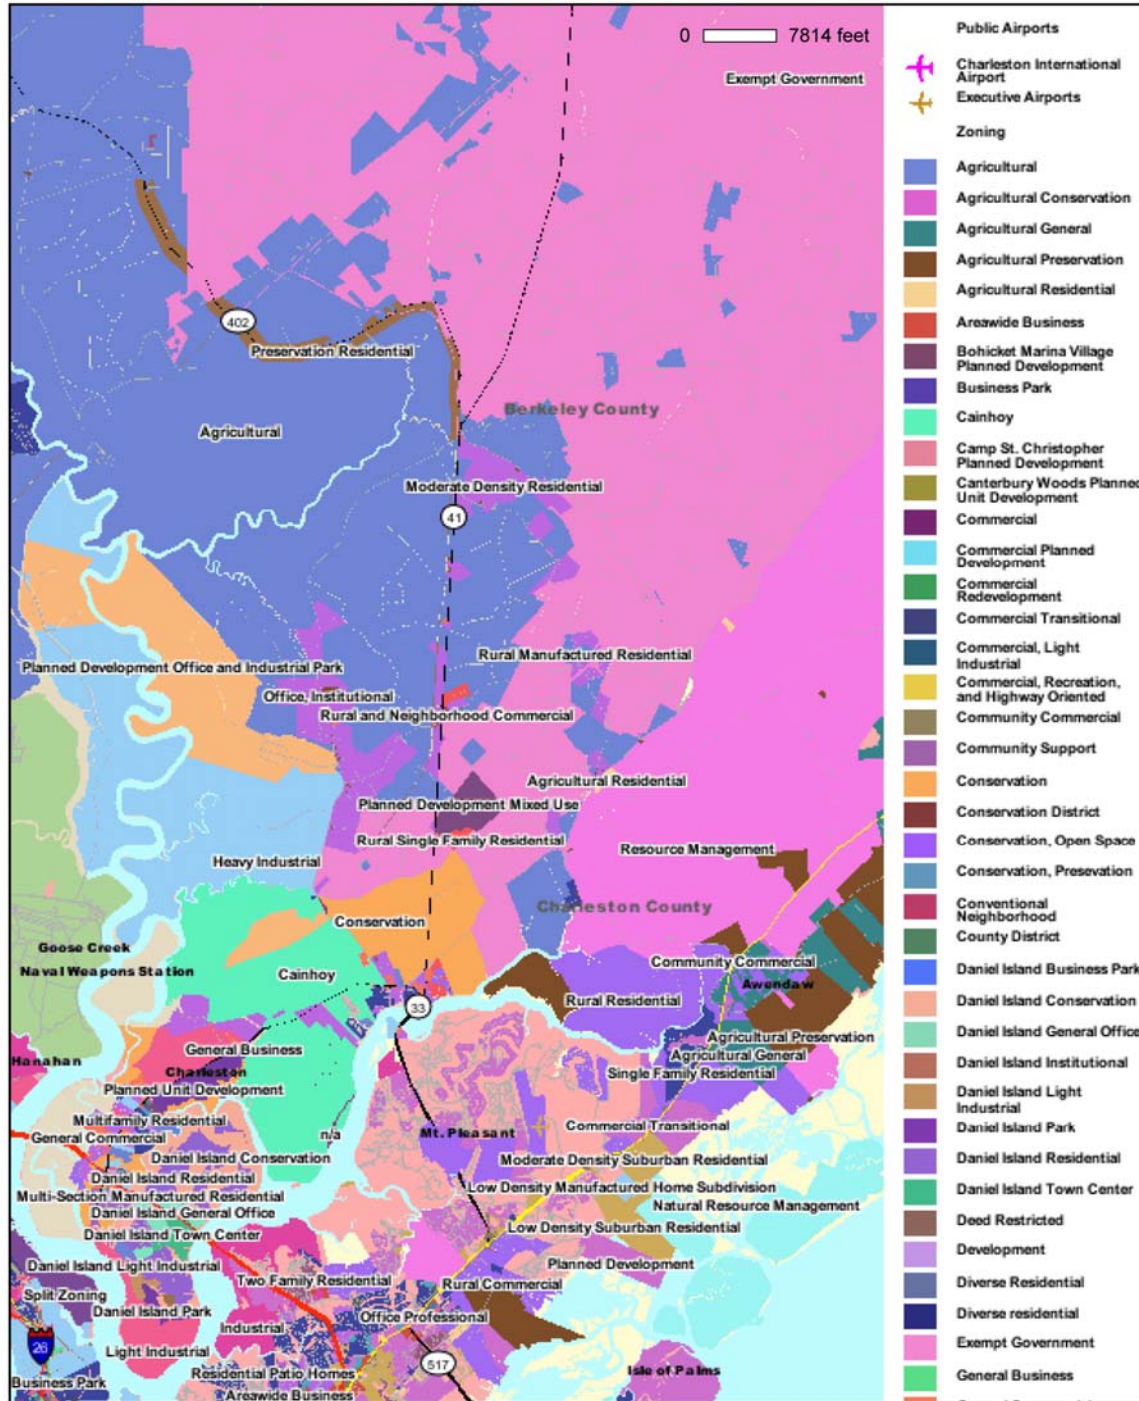 0 7814 feet
Exempt Government
402
Preservation Residential
Berkeley County
Agricultural
Moderate Density Residential
41
Rural Manufactured Residential
Planned Development Office and Industrial Park
Office, Institutional
Rural and Neighborhood Commercial
Agricultural Residential
Planned Development Mixed Use
Rural Single Family Residential
Resource Management
Heavy Industrial
Charleston County
Conservation
Goose Creek
Community Commercial
Naval Weapons Station
Cainhoy
Awendaw
Rural Residential
33
Agricultural Preservation
General Business
Agricultural General
Hanahan
Charleston
Single Family Residential
Planned Development
Planned Unit Development
Multifamily Residential
Commercial Transitional
General Commercial
n/a
Mt. Pleasant
Daniel Island Conservation
Moderate Density Suburban Residential
Daniel Island Residential
Low Density Manufactured Home Subdivision
Multi-Section Manufactured Residential
Natural Resource Management
Daniel Island General Office
Low Density Suburban Residential
Daniel Island Town Center
Daniel Island Light Industrial
Two Family Residential
Rural Commercial
Split Zoning
Daniel Island Park
Office Professional
Industrial
26
Light Industrial
517
Residential Patio Homes
Isle of Palms
Business Park
Areawide Business
Public Airports
Charleston International
Airport
Executive Airports
Zoning
Agricultural
Agricultural Conservation
Agricultural General
Agricultural Preservation
Agricultural Residential
Areawide Business
Bohicket Marina Village
Planned Development
Business Park
Cainhoy
Camp St. Christopher
Planned Development
Canterbury Woods Planned
Unit Development
Commercial
Commercial Planned
Development
Commercial
Redevelopment
Commercial Transitional
Commercial, Light
Industrial
Commercial, Recreation,
and Highway Oriented
Community Commercial
Community Support
Conservation
Conservation District
Conservation, Open Space
Conservation, Presevation
Conventional
Neighborhood
County District
Daniel Island Business Park
Daniel Island Conservation
Daniel Island General Office
Daniel Island Institutional
Daniel Island Light
Industrial
Daniel Island Park
Daniel Island Residential
Daniel Island Town Center
Deed Restricted
Development
Diverse Residential
Diverse residential
Exempt Government
General Business